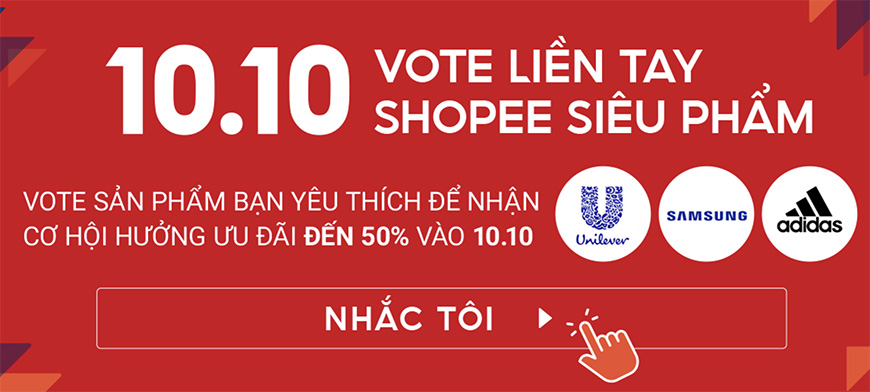 10.10
VOTE LIỀN TAY
SHOPEE SIÊU PHẨM
VOTE SẢN PHẨM BẠN YÊU THÍCH ĐỂ NHẬN
CƠ HỘI HƯỞNG ƯU ĐÃI ĐẾN 50% VÀO 10.10
Unilever
SAMSUNG
adidas
NHẮC TÔI